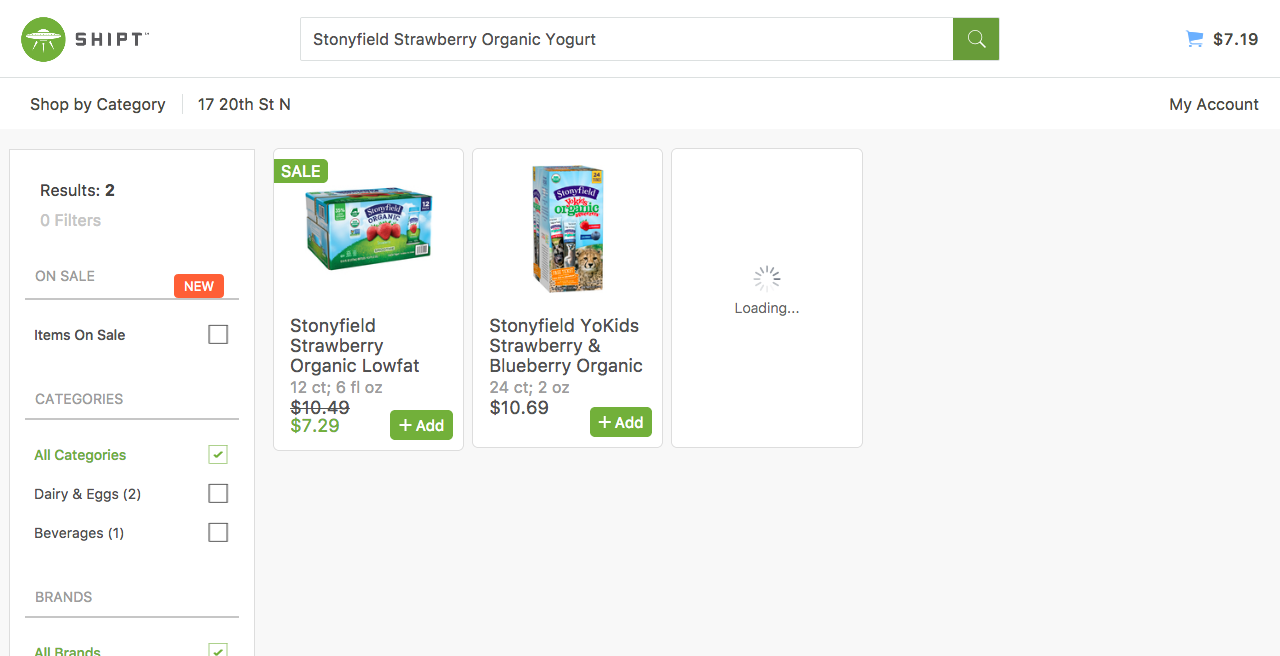 SHIPT™
Stonyfield Strawberry Organic Yogurt
$7.19
Shop by Category
17 20th St N
My Account
Results: 2
0 Filters
ON SALE
NEW
Items On Sale
CATEGORIES
All Categories
Dairy & Eggs (2)
Beverages (1)
BRANDS
All Brands
SALE
Stonyfield
ORGANIC
12
Stonyfield
Strawberry
Organic Lowfat
12 ct; 6 fl oz
$10.49
$7.29
+ Add
24
Stonyfield
YoKids
organic
Stonyfield YoKids
Strawberry &
Blueberry Organic
24 ct; 2 oz
$10.69
+ Add
Loading...